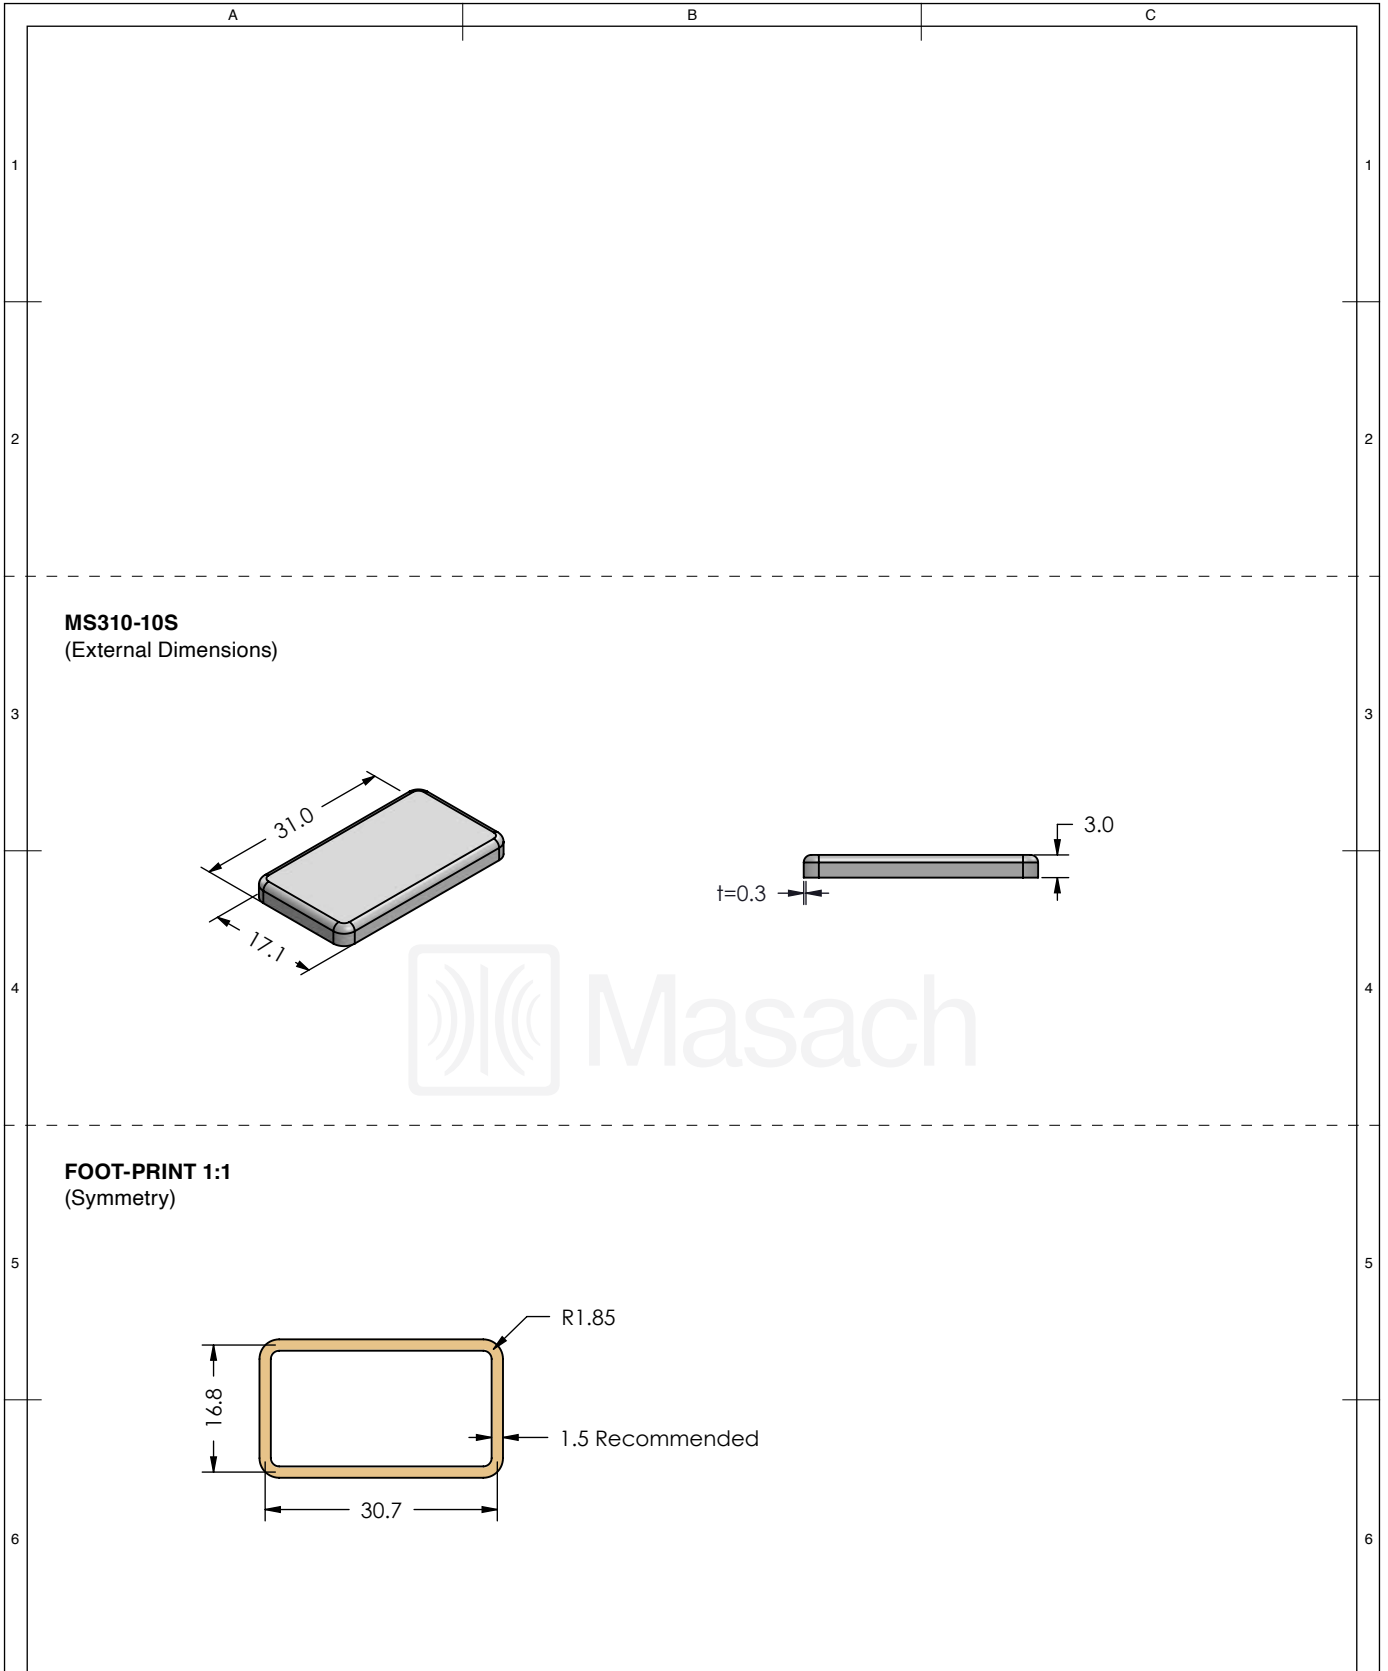 A B C
1 1
2 2
MS310-10S
(External Dimensions)
3 3
31.0
3.0
t=0.3
17.1
4 4
Masach
FOOT-PRINT 1:1
(Symmetry)
5 5
R1.85
16.8
1.5 Recommended
30.7
6 6